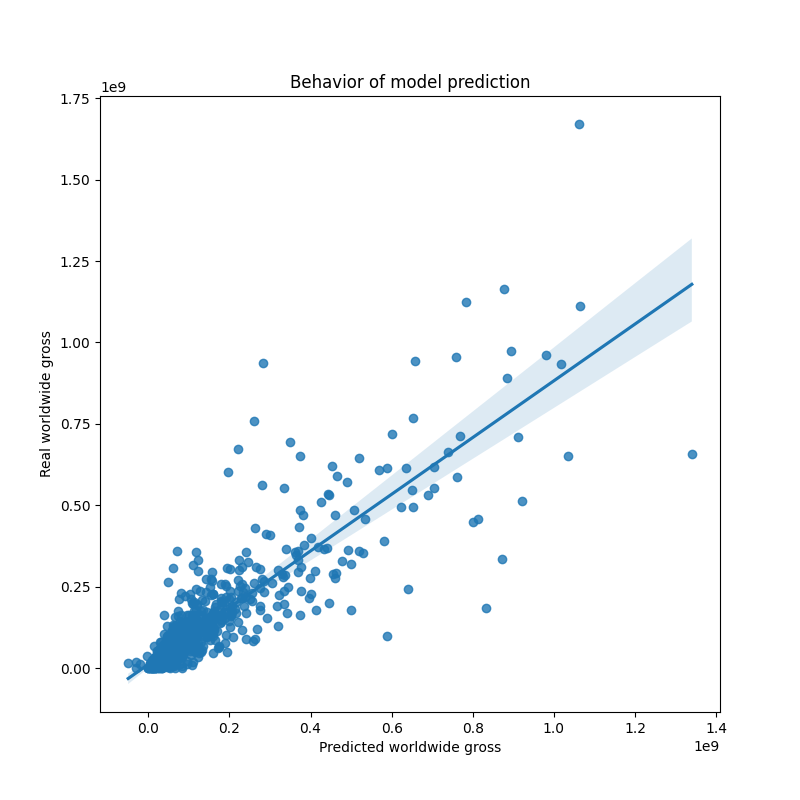 Behavior of model prediction
1e9
1.75
1.50
1.25
1.00
0.75
0.50
0.25
0.00
Real worldwide gross
0.0 0.2 0.4 0.6 0.8 1.0 1.2 1.4
Predicted worldwide gross
1e9